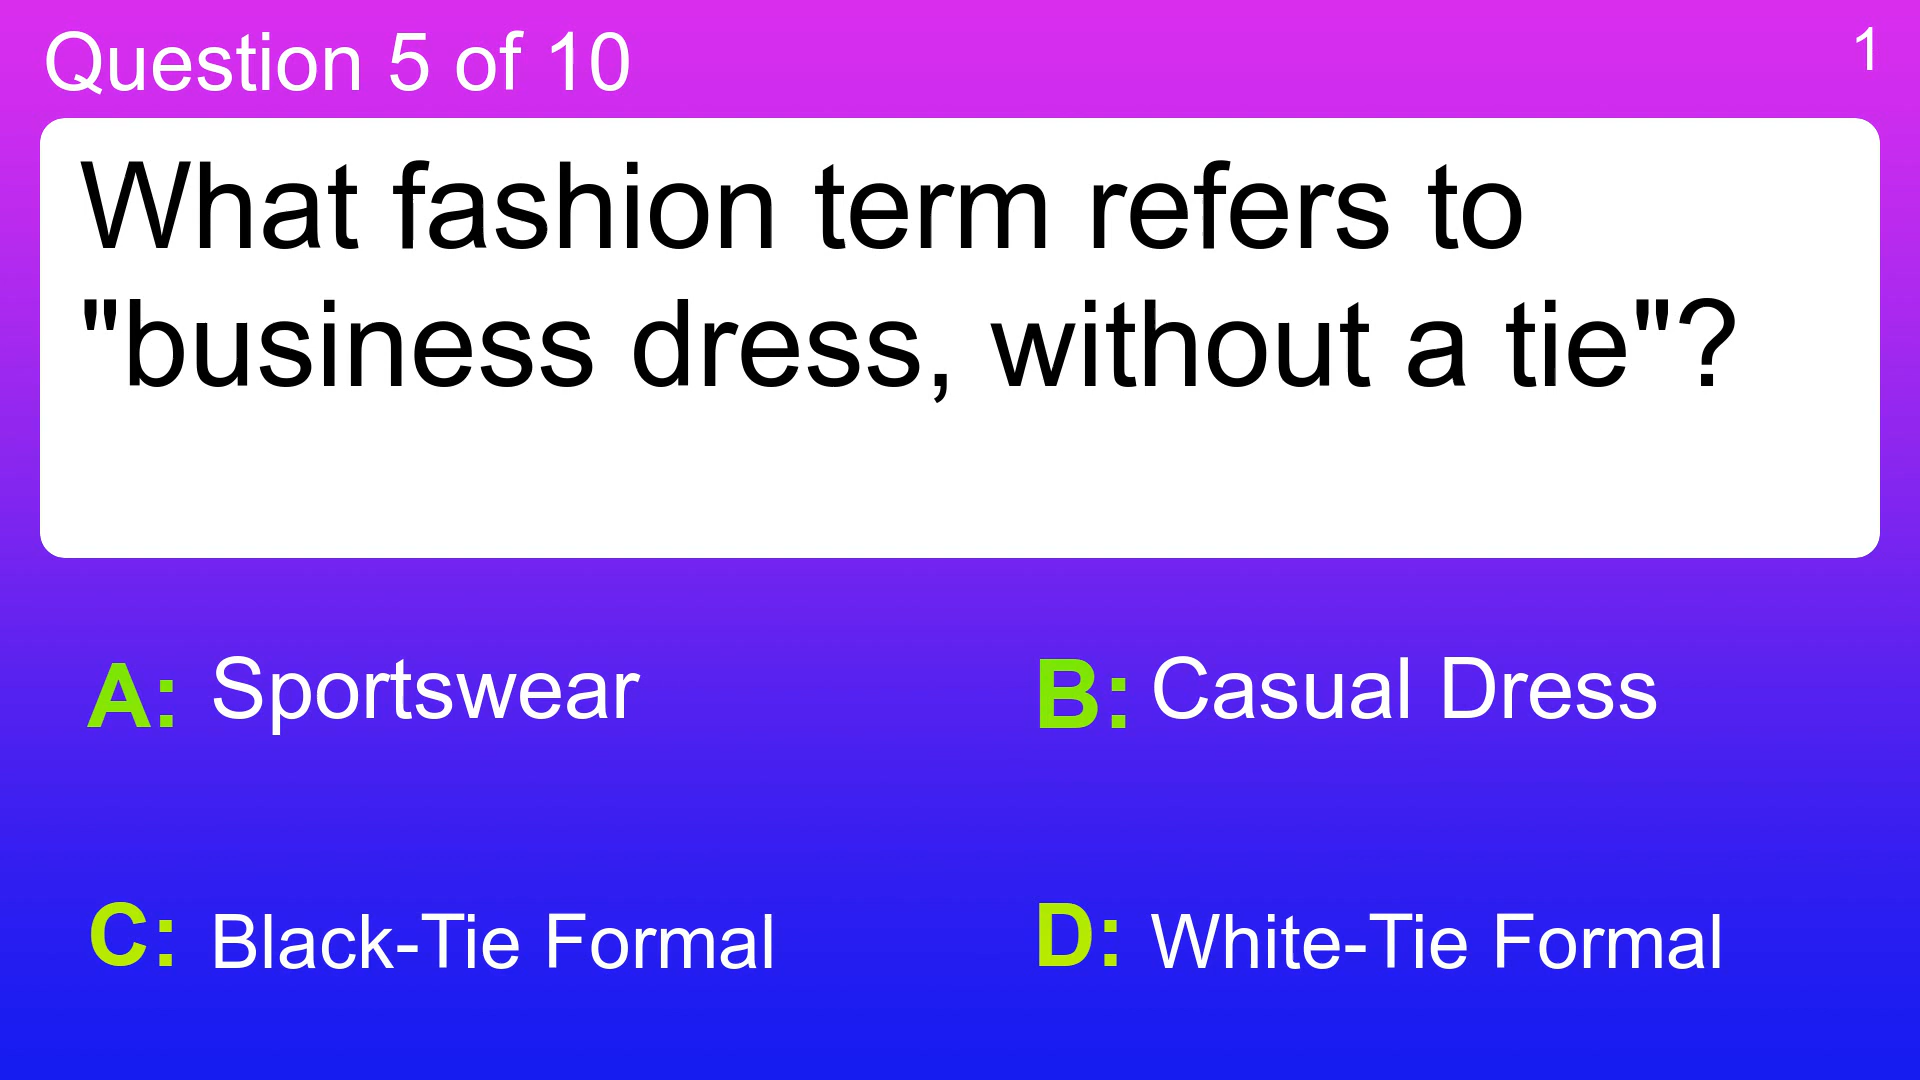 Question 5 of 10
1
What fashion term refers to
"business dress, without a tie"?
A: Sportswear
B: Casual Dress
C: Black-Tie Formal
D: White-Tie Formal